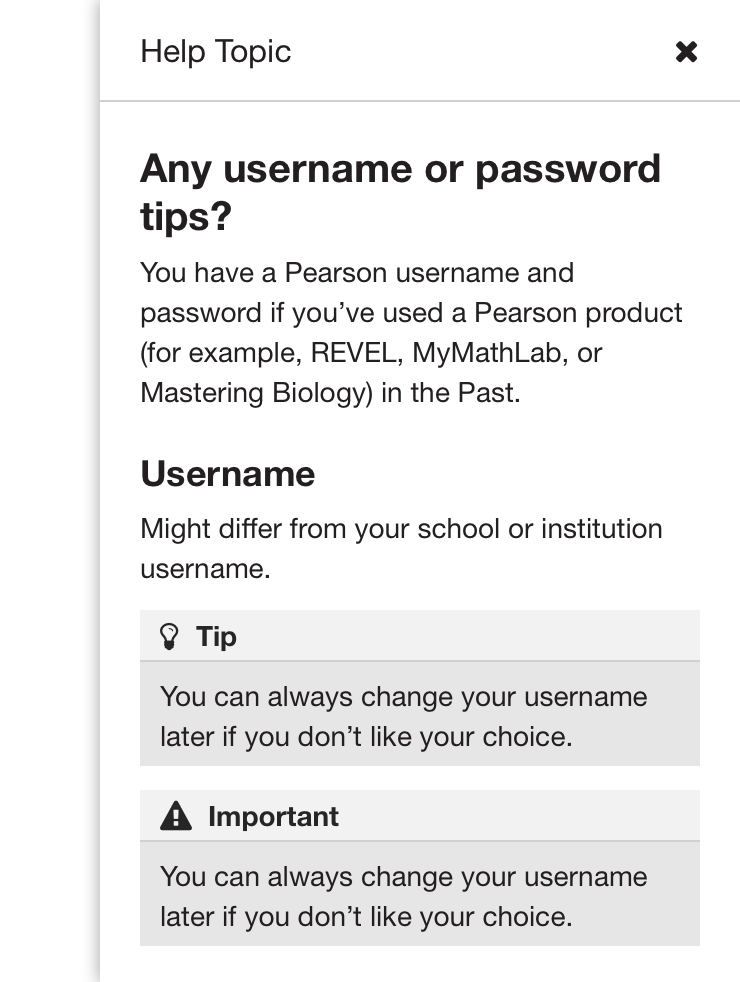 Help Topic
Any username or password
tips?
You have a Pearson username and
password if you’ve used a Pearson product
(for example, REVEL, MyMathLab, or
Mastering Biology) in the Past.
Username
Might differ from your school or institution
username.
Tip
You can always change your username
later if you don’t like your choice.
Important
You can always change your username
later if you don’t like your choice.